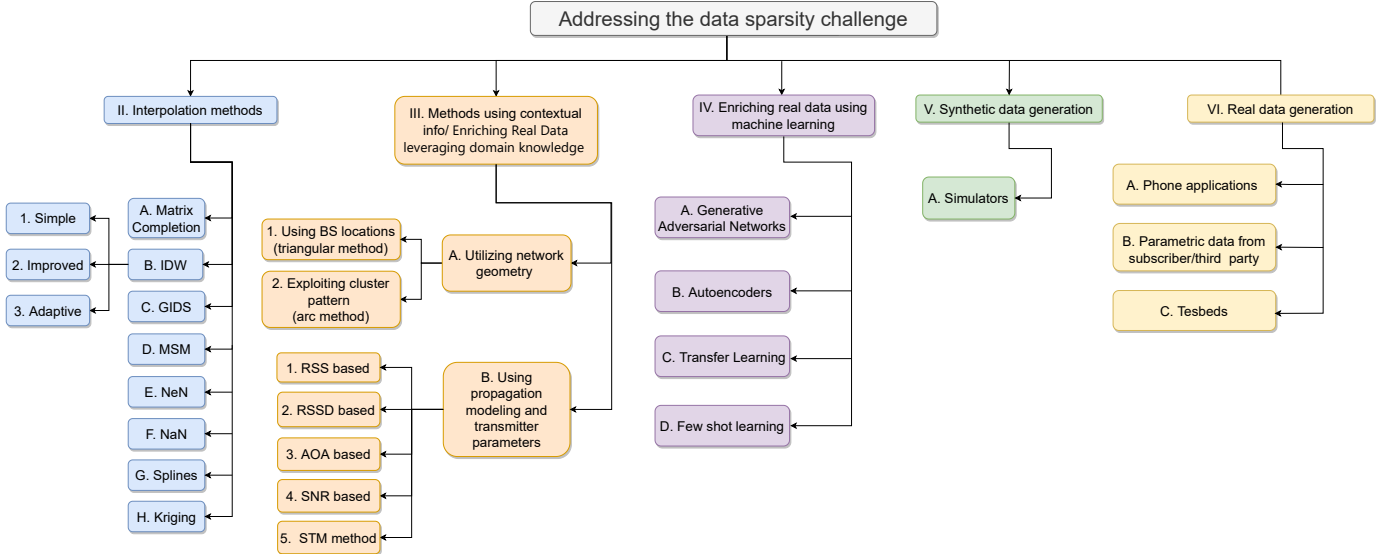 Addressing the data sparsity challenge
II. Interpolation methods
A. Matrix
Completion
B. IDW
1. Simple
2. Improved
3. Adaptive
C. GIDS
D. MSM
E. NeN
F. NaN
G. Splines
H. Kriging
III. Methods using contextual
info/ Enriching Real Data
leveraging domain knowledge
A. Utilizing network
geometry
1. Using BS locations
(triangular method)
2. Exploiting cluster
pattern
(arc method)
B. Using
propagation
modeling and
transmitter
parameters
1. RSS based
2. RSSD based
3. AOA based
4. SNR based
5. STM method
IV. Enriching real data using
machine learning
A. Generative
Adversarial Networks
B. Autoencoders
C. Transfer Learning
D. Few shot learning
V. Synthetic data generation
A. Simulators
VI. Real data generation
A. Phone applications
B. Parametric data from
subscriber/third party
C. Tesbeds